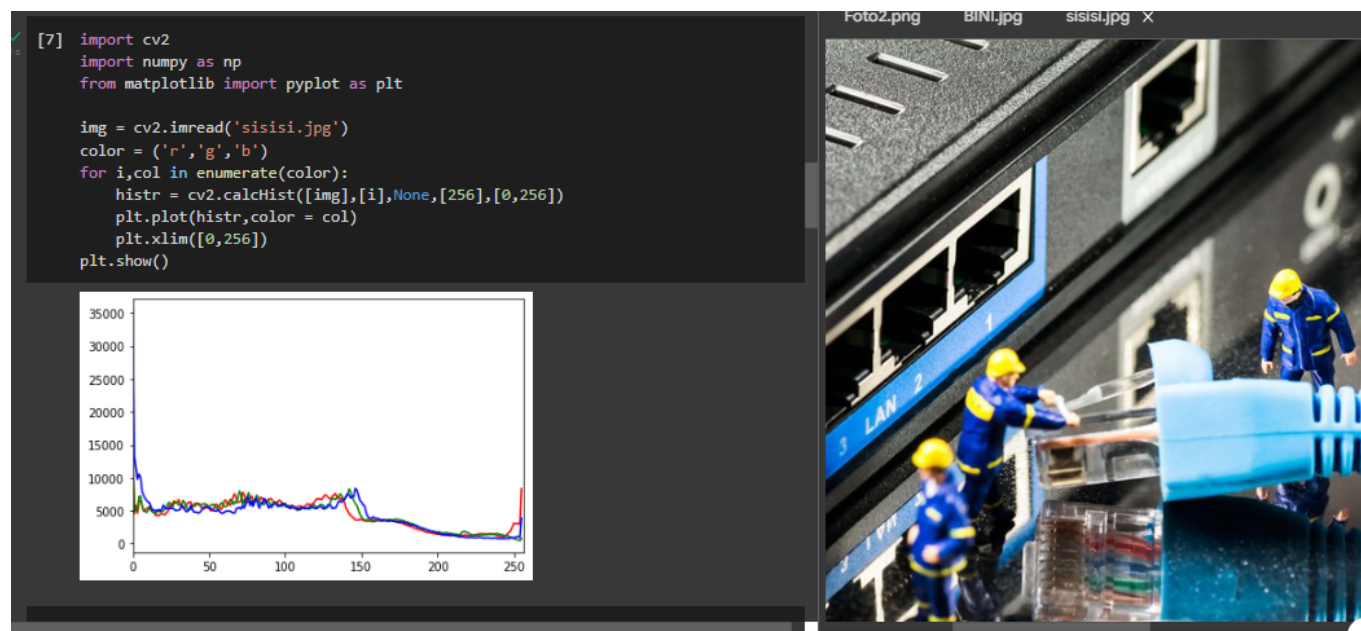 [7] import cv2
import numpy as np
from matplotlib import pyplot as plt
img = cv2.imread('sisisi.jpg')
color = ('r','g','b')
for i,col in enumerate(color):
histr = cv2.calcHist([img],[i],None,[256],[0,256])
plt.plot(histr,color = col)
plt.xlim([0,256])
plt.show()
35000
30000
25000
20000
15000
10000
5000
0
0 50 100 150 200 250
Foto2.png BINI.jpg sisisi.jpg ×
1
3 LAN 2